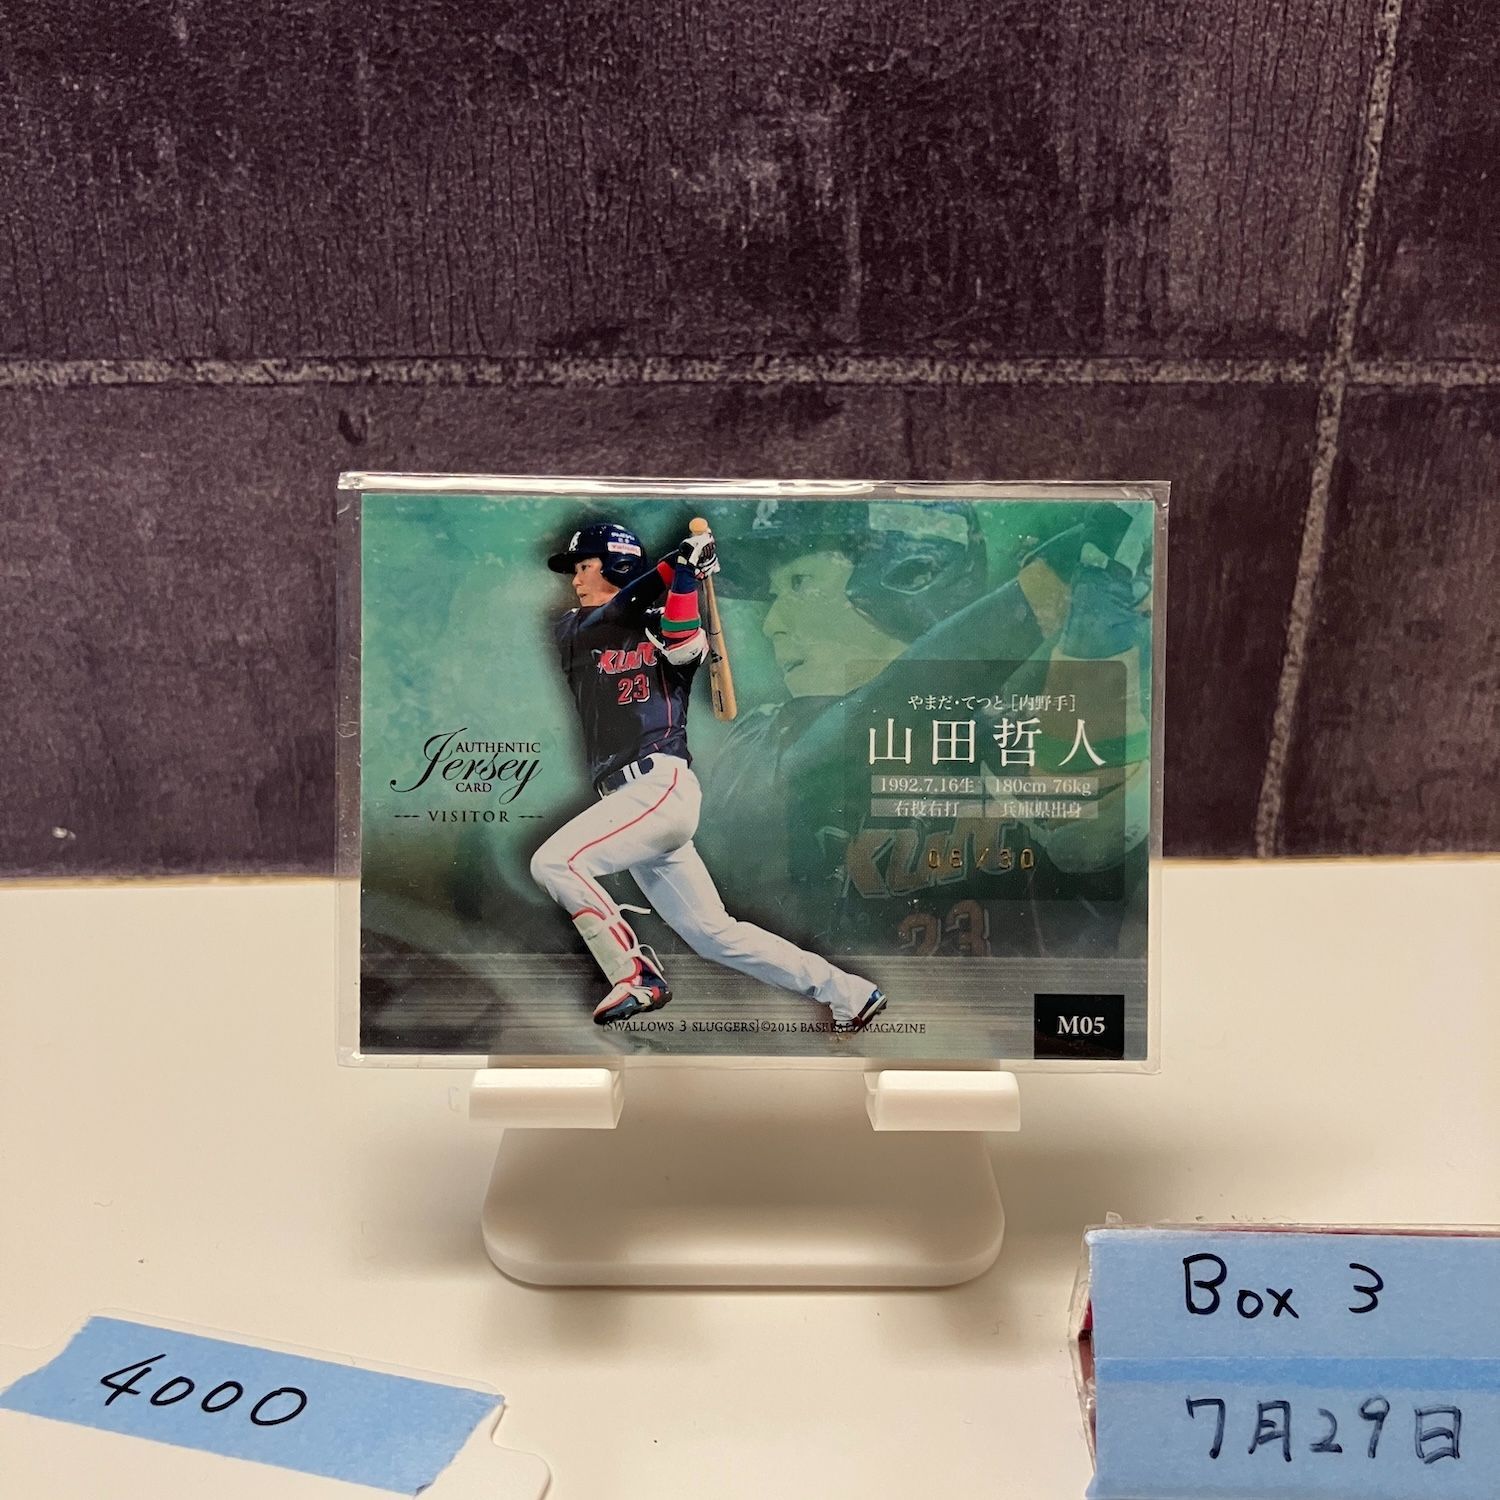 23
AUTHENTIC
Jersey
CARD
--- VISITOR ---
やまだ・てつと [内野手]
山田哲人
1992.7.16生 180cm 76kg
右投右打 兵庫県出身
08/30
23
[SWALLOWS 3 SLUGGERS]©2015 BASEBALL MAGAZINE
M05
4000
Box 3
7月29日